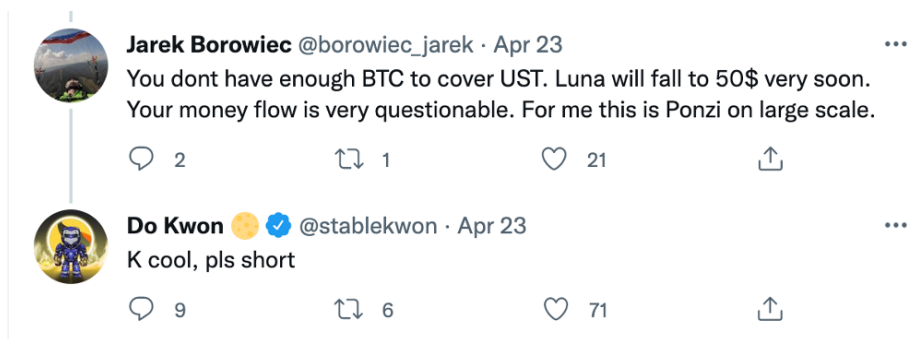 Jarek Borowiec @borowiec_jarek · Apr 23
You dont have enough BTC to cover UST. Luna will fall to 50$ very soon.
Your money flow is very questionable. For me this is Ponzi on large scale.
2 1 21
Do Kwon @stablekwon · Apr 23
K cool, pls short
9 6 71